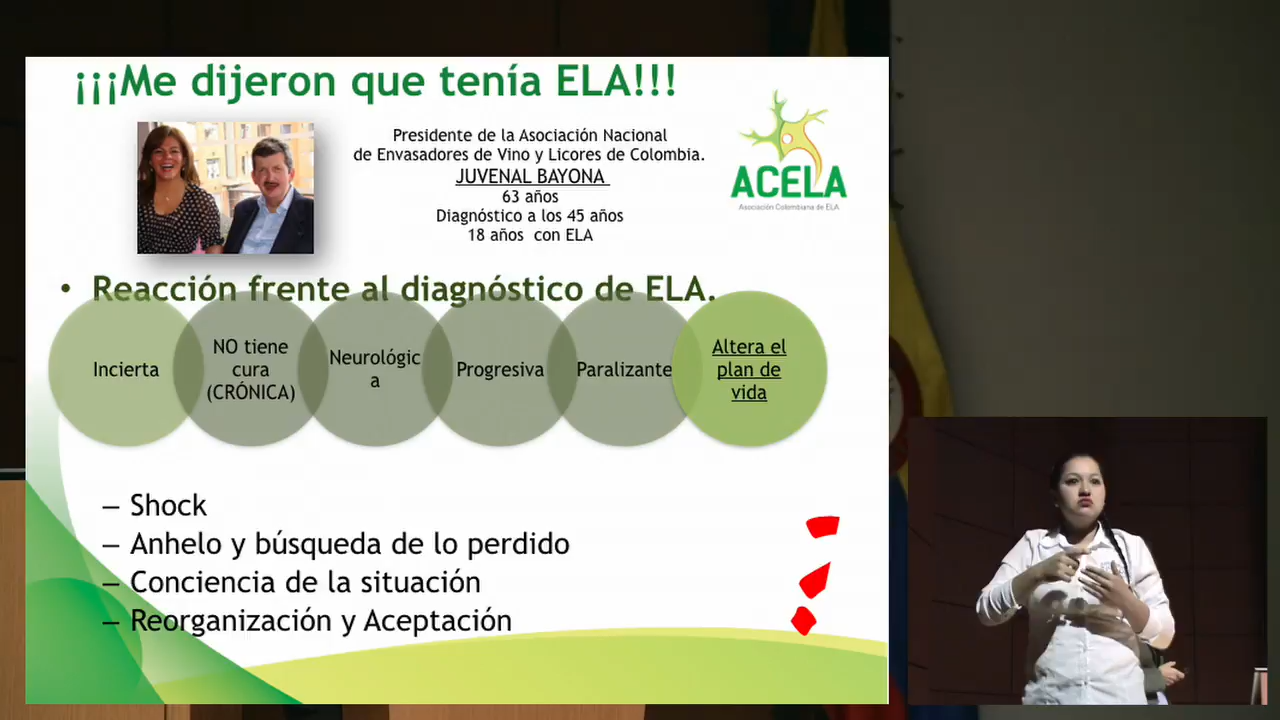 ¡¡¡Me dijeron que tenía ELA!!!
Presidente de la Asociación Nacional
de Envasadores de Vino y Licores de Colombia.
JUVENAL BAYONA
63 años
Diagnóstico a los 45 años
18 años con ELA
ACELA
Asociación Colombiana de ELA
• Reacción frente al diagnóstico de ELA.
Incierta
NO tiene
cura
(CRÓNICA)
Neurológic
a
Progresiva
Paralizante
Altera el
plan de
vida
– Shock
– Anhelo y búsqueda de lo perdido
– Conciencia de la situación
– Reorganización y Aceptación